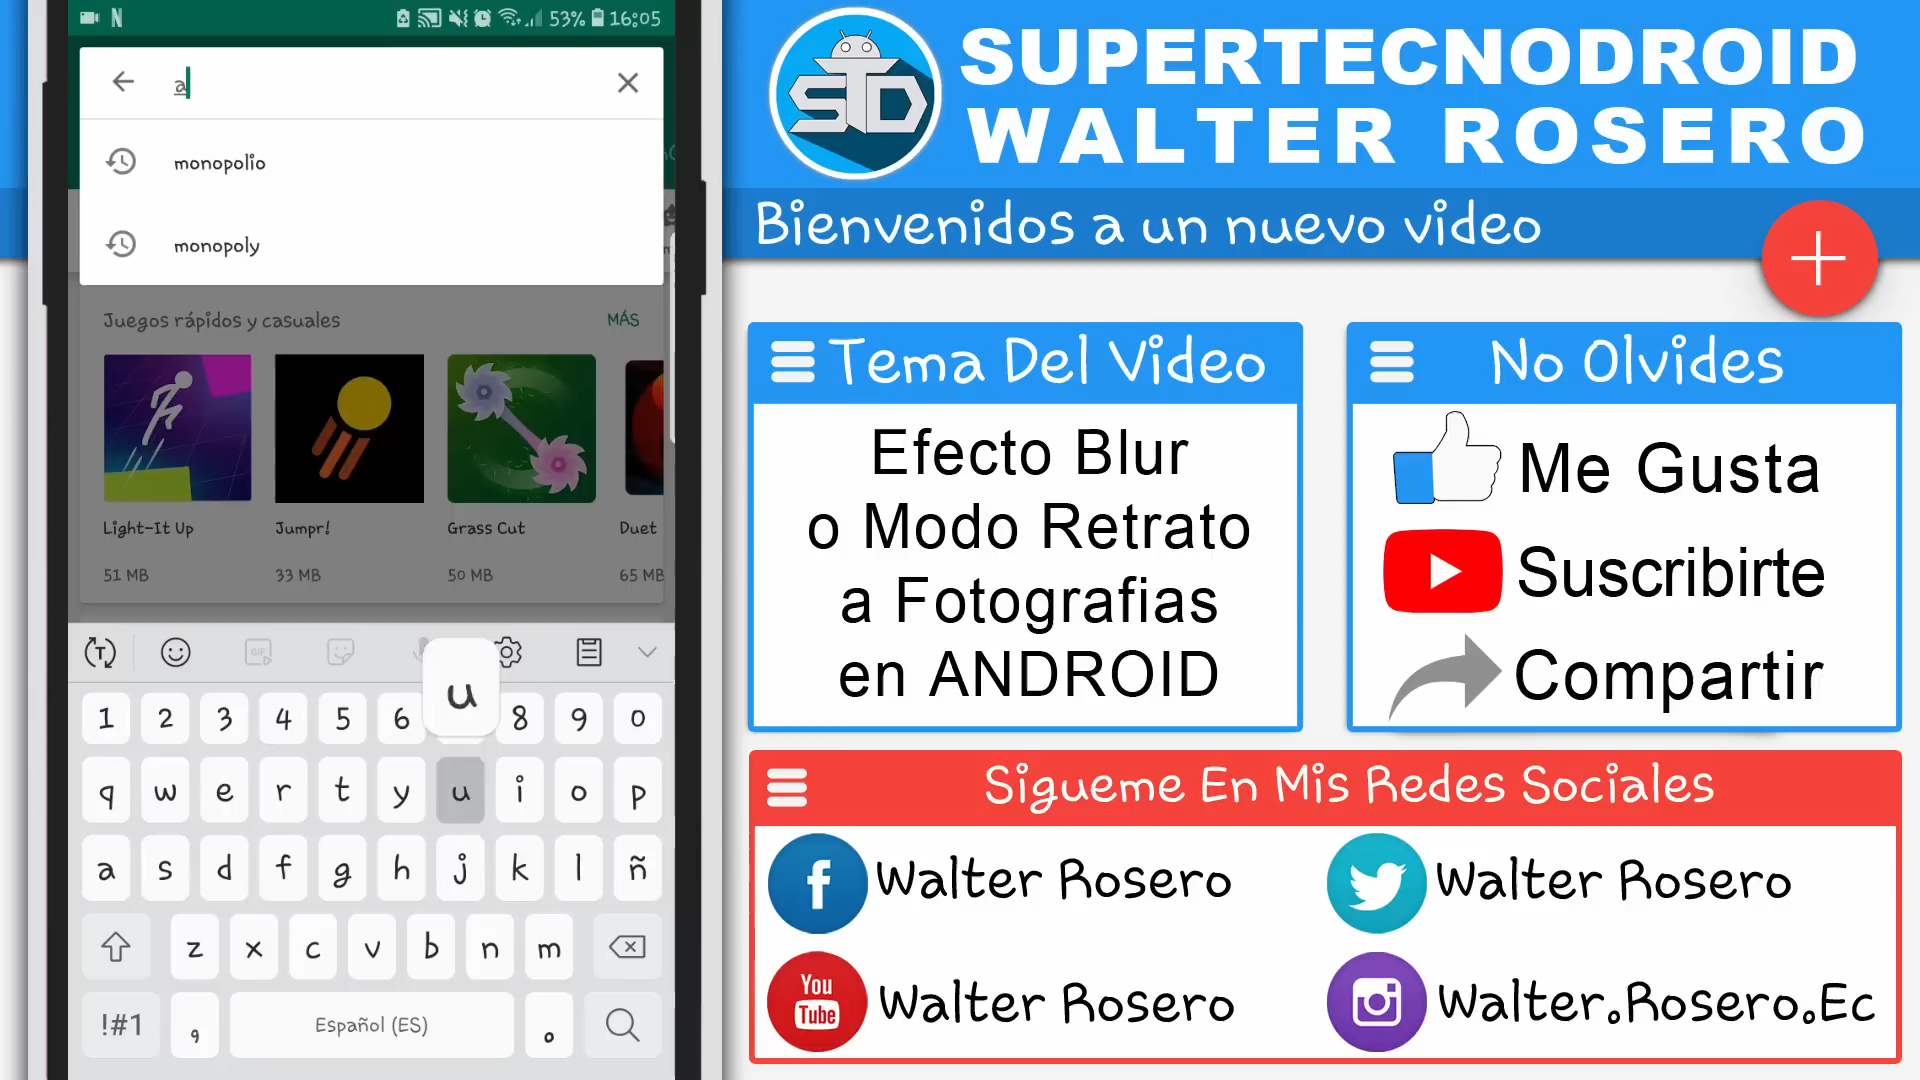 N
53% 16:05
a
monopolio
monopoly
Juegos rápidos y casuales MÁS
Light-It Up
Jumpr!
Grass Cut
Duet
51 MB
33 MB
50 MB
65 MB
T
GIF
u
1 2 3 4 5 6 8 9 0
q w e r t y u i o p
a s d f g h j k l ñ
z x c v b n m
!#1 , Español (ES) .
STD
SUPERTECNODROID
WALTER ROSERO
Bienvenidos a un nuevo video
Tema Del Video
Efecto Blur
o Modo Retrato
a Fotografias
en ANDROID
No Olvides
Me Gusta
Suscribirte
Compartir
Sigueme En Mis Redes Sociales
f Walter Rosero
Walter Rosero
You
Tube
Walter Rosero
Walter.Rosero.Ec